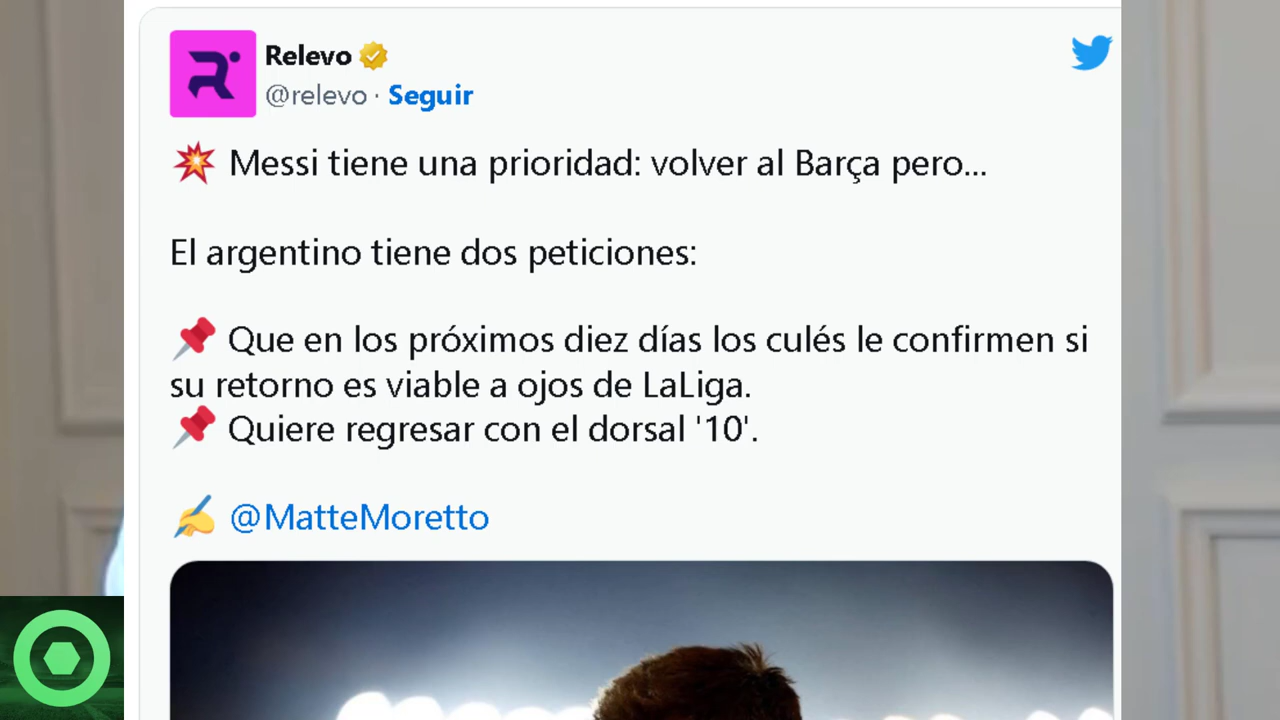 Relevo
@relevo · Seguir
💥 Messi tiene una prioridad: volver al Barça pero...
El argentino tiene dos peticiones:
📌 Que en los próximos diez días los culés le confirmen si
su retorno es viable a ojos de LaLiga.
📌 Quiere regresar con el dorsal '10'.
✍️ @MatteMoretto